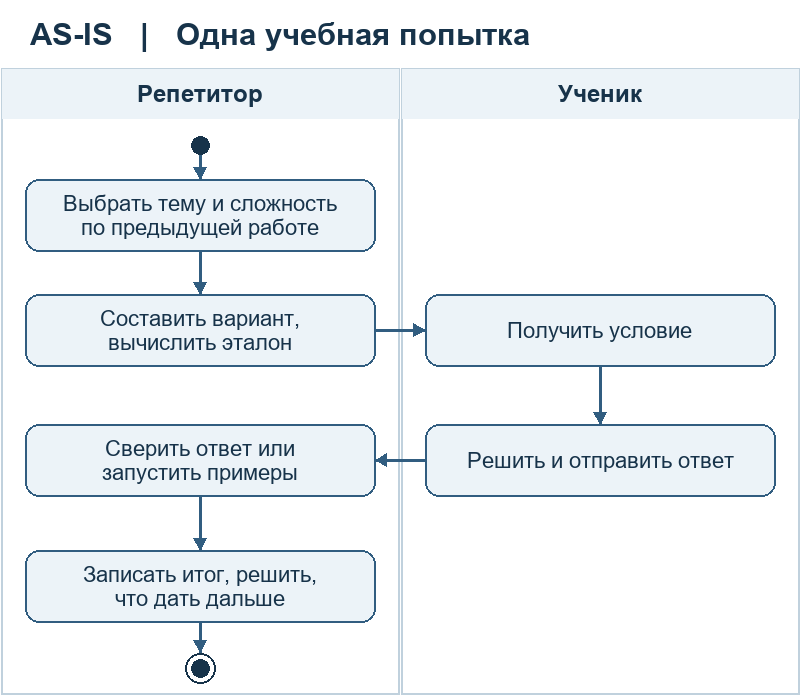 AS-IS | Одна учебная попытка
Репетитор
Ученик
Выбрать тему и сложность
по предыдущей работе
Составить вариант,
вычислить эталон
Получить условие
Сверить ответ или
запустить примеры
Решить и отправить ответ
Записать итог, решить,
что дать дальше